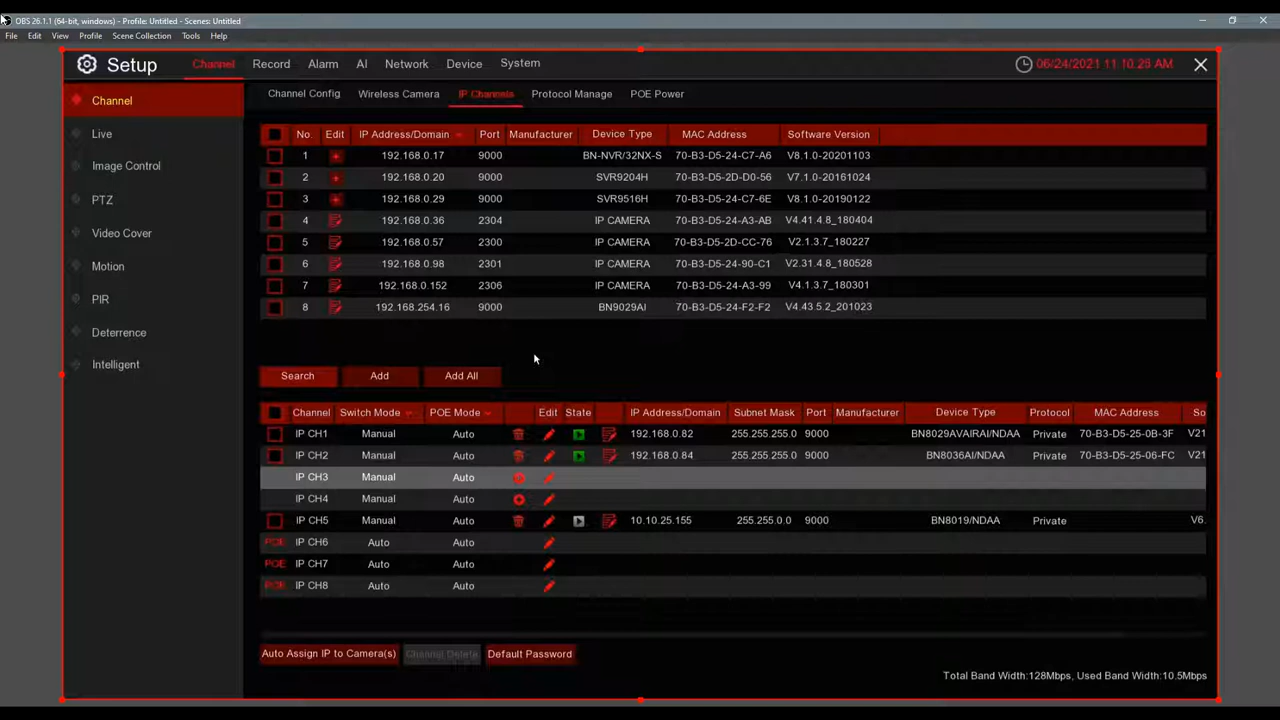 OBS 26.1.1 (64-bit, windows) - Profile: Untitled - Scenes: Untitled
File Edit View Profile Scene Collection Tools Help
Setup Channel Record Alarm AI Network Device System 06/24/2021 11:10:28 AM
Channel
Live
Image Control
PTZ
Video Cover
Motion
PIR
Deterrence
Intelligent
Channel Config Wireless Camera IP Channels Protocol Manage POE Power
No. Edit IP Address/Domain Port Manufacturer Device Type MAC Address Software Version
1 192.168.0.17 9000 BN-NVR/32NX-S 70-B3-D5-24-C7-A6 V8.1.0-20201103
2 192.168.0.20 9000 SVR9204H 70-B3-D5-2D-D0-56 V7.1.0-20161024
3 192.168.0.29 9000 SVR9516H 70-B3-D5-24-C7-6E V8.1.0-20190122
4 192.168.0.36 2304 IP CAMERA 70-B3-D5-24-A3-AB V4.41.4.8_180404
5 192.168.0.57 2300 IP CAMERA 70-B3-D5-2D-CC-76 V2.1.3.7_180227
6 192.168.0.98 2301 IP CAMERA 70-B3-D5-24-90-C1 V2.31.4.8_180528
7 192.168.0.152 2306 IP CAMERA 70-B3-D5-24-A3-99 V4.1.3.7_180301
8 192.168.254.16 9000 BN9029AI 70-B3-D5-24-F2-F2 V4.43.5.2_201023
Search Add Add All
Channel Switch Mode POE Mode Edit State IP Address/Domain Subnet Mask Port Manufacturer Device Type Protocol MAC Address So
IP CH1 Manual Auto 192.168.0.82 255.255.255.0 9000 BN8029AVAIRAI/NDAA Private 70-B3-D5-25-0B-3F V21
IP CH2 Manual Auto 192.168.0.84 255.255.255.0 9000 BN8036AI/NDAA Private 70-B3-D5-25-06-FC V21
IP CH3 Manual Auto
IP CH4 Manual Auto
IP CH5 Manual Auto 10.10.25.155 255.255.0.0 9000 BN8019/NDAA Private V6.
POE IP CH6 Auto Auto
POE IP CH7 Auto Auto
POE IP CH8 Auto Auto
Auto Assign IP to Camera(s) Channel Delete Default Password
Total Band Width:128Mbps, Used Band Width:10.5Mbps